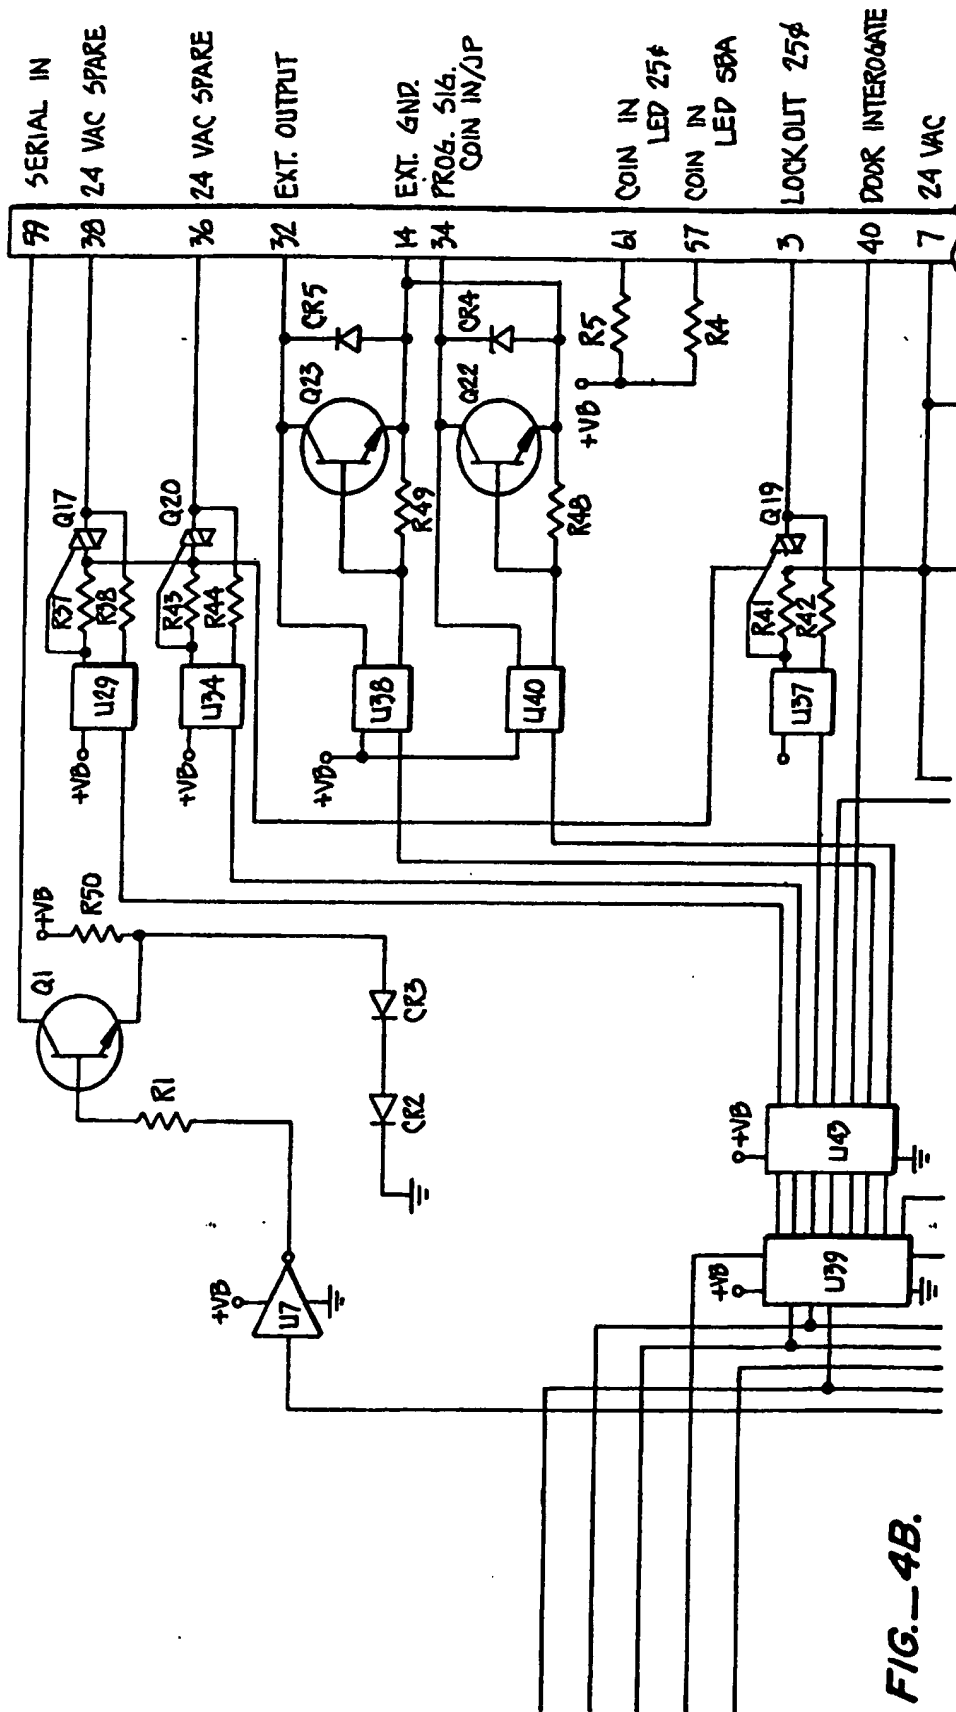 59 SERIAL IN
38 24 VAC SPARE
36 24 VAC SPARE
32 EXT. OUTPUT
14 EXT. GND.
34 PROG. SIG.
COIN IN/JP
61 COIN IN
LED 25¢
57 COIN IN
LED SBA
3 LOCKOUT 25¢
40 DOOR INTEROGATE
7 24 VAC
Q17
R37
R38
U29
+VB
Q20
R43
R44
U34
+VB
CR5
Q23
R49
U38
+VB
CR4
Q22
R48
U40
R5
R4
+VB
Q19
R41
R42
U37
+VB
R50
Q1
R1
CR3
CR2
+VB
U7
+VB
U43
+VB
U39
FIG._4B.